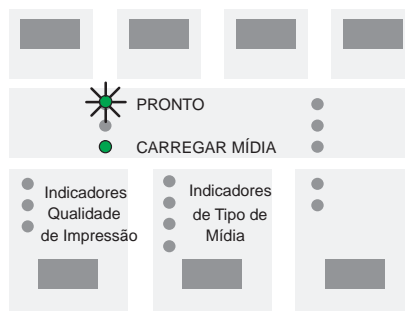 PRONTO
CARREGAR MÍDIA
Indicadores
Qualidade
de Impressão
Indicadores
de Tipo de
Mídia